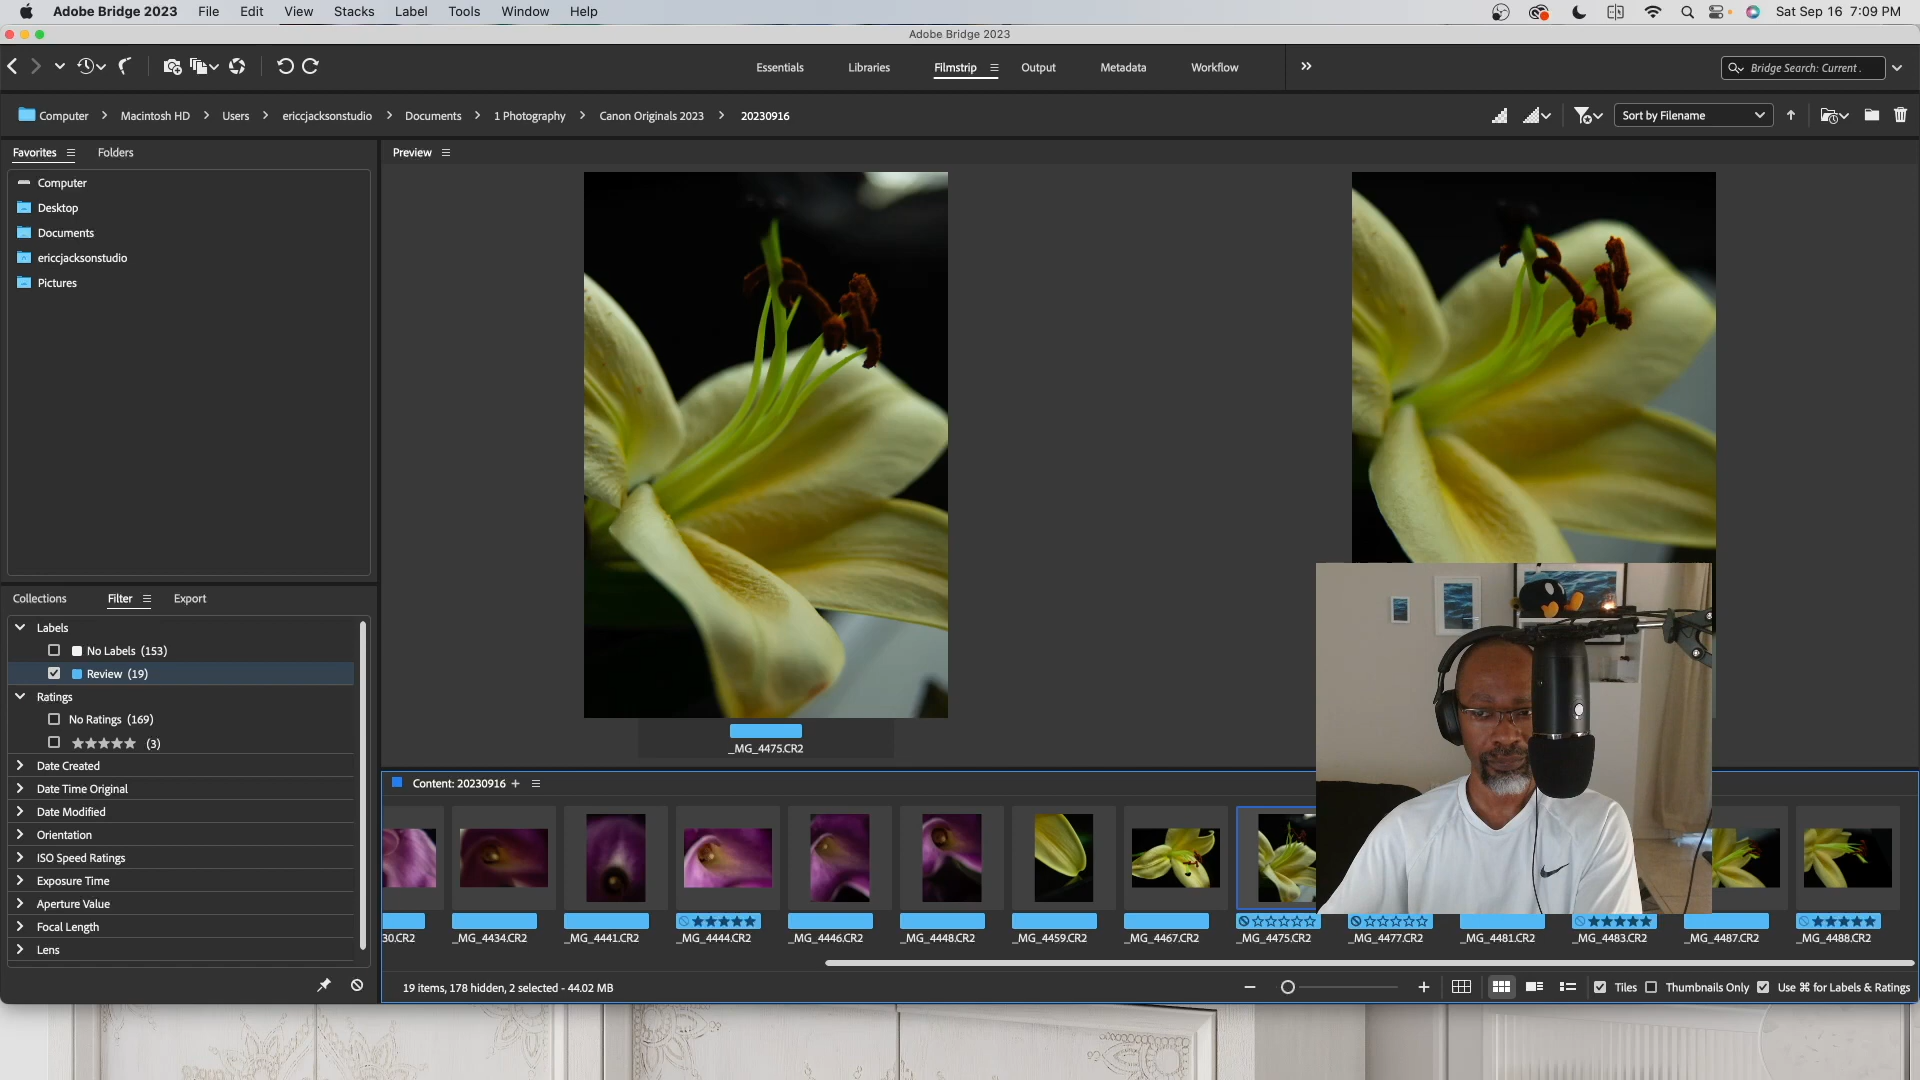 Adobe Bridge 2023 File Edit View Stacks Label Tools Window Help Sat Sep 16 7:09 PM
Adobe Bridge 2023
Essentials Libraries Filmstrip Output Metadata Workflow Bridge Search: Current .
Computer Macintosh HD Users ericcjacksonstudio Documents 1 Photography Canon Originals 2023 20230916 Sort by Filename
Favorites Folders
Preview
Computer
Desktop
Documents
ericcjacksonstudio
Pictures
Collections Filter Export
Labels
No Labels (153)
Review (19)
Ratings
No Ratings (169)
★★★★★ (3)
Date Created
Date Time Original
Date Modified
Orientation
ISO Speed Ratings
Exposure Time
Aperture Value
Focal Length
Lens
_MG_4475.CR2
Content: 20230916
30.CR2 _MG_4434.CR2 _MG_4441.CR2 _MG_4444.CR2 _MG_4446.CR2 _MG_4448.CR2 _MG_4459.CR2 _MG_4467.CR2 _MG_4475.CR2 _MG_4477.CR2 _MG_4481.CR2 _MG_4483.CR2 _MG_4487.CR2 _MG_4488.CR2
19 items, 178 hidden, 2 selected - 44.02 MB
Tiles Thumbnails Only Use ⌘ for Labels & Ratings